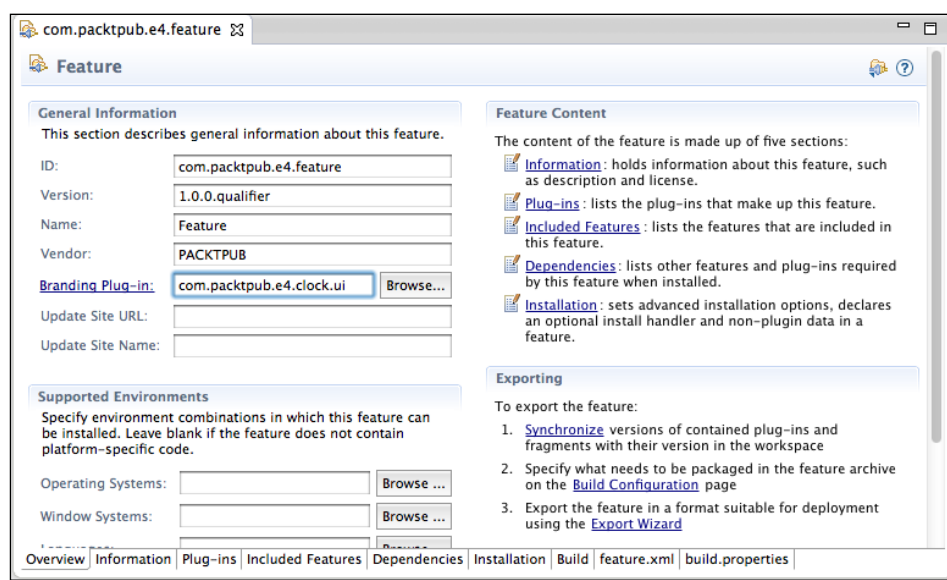 com.packtpub.e4.feature
Feature
General Information
This section describes general information about this feature.
ID: com.packtpub.e4.feature
Version: 1.0.0.qualifier
Name: Feature
Vendor: PACKTPUB
Branding Plug-in: com.packtpub.e4.clock.ui Browse...
Update Site URL:
Update Site Name:
Supported Environments
Specify environment combinations in which this feature can
be installed. Leave blank if the feature does not contain
platform-specific code.
Operating Systems: Browse ...
Window Systems: Browse ...
Feature Content
The content of the feature is made up of five sections:
Information : holds information about this feature, such
as description and license.
Plug-ins : lists the plug-ins that make up this feature.
Included Features : lists the features that are included in
this feature.
Dependencies : lists other features and plug-ins required
by this feature when installed.
Installation : sets advanced installation options, declares
an optional install handler and non-plugin data in a
feature.
Exporting
To export the feature:
1. Synchronize versions of contained plug-ins and
fragments with their version in the workspace
2. Specify what needs to be packaged in the feature archive
on the Build Configuration page
3. Export the feature in a format suitable for deployment
using the Export Wizard
Overview Information Plug-ins Included Features Dependencies Installation Build feature.xml build.properties